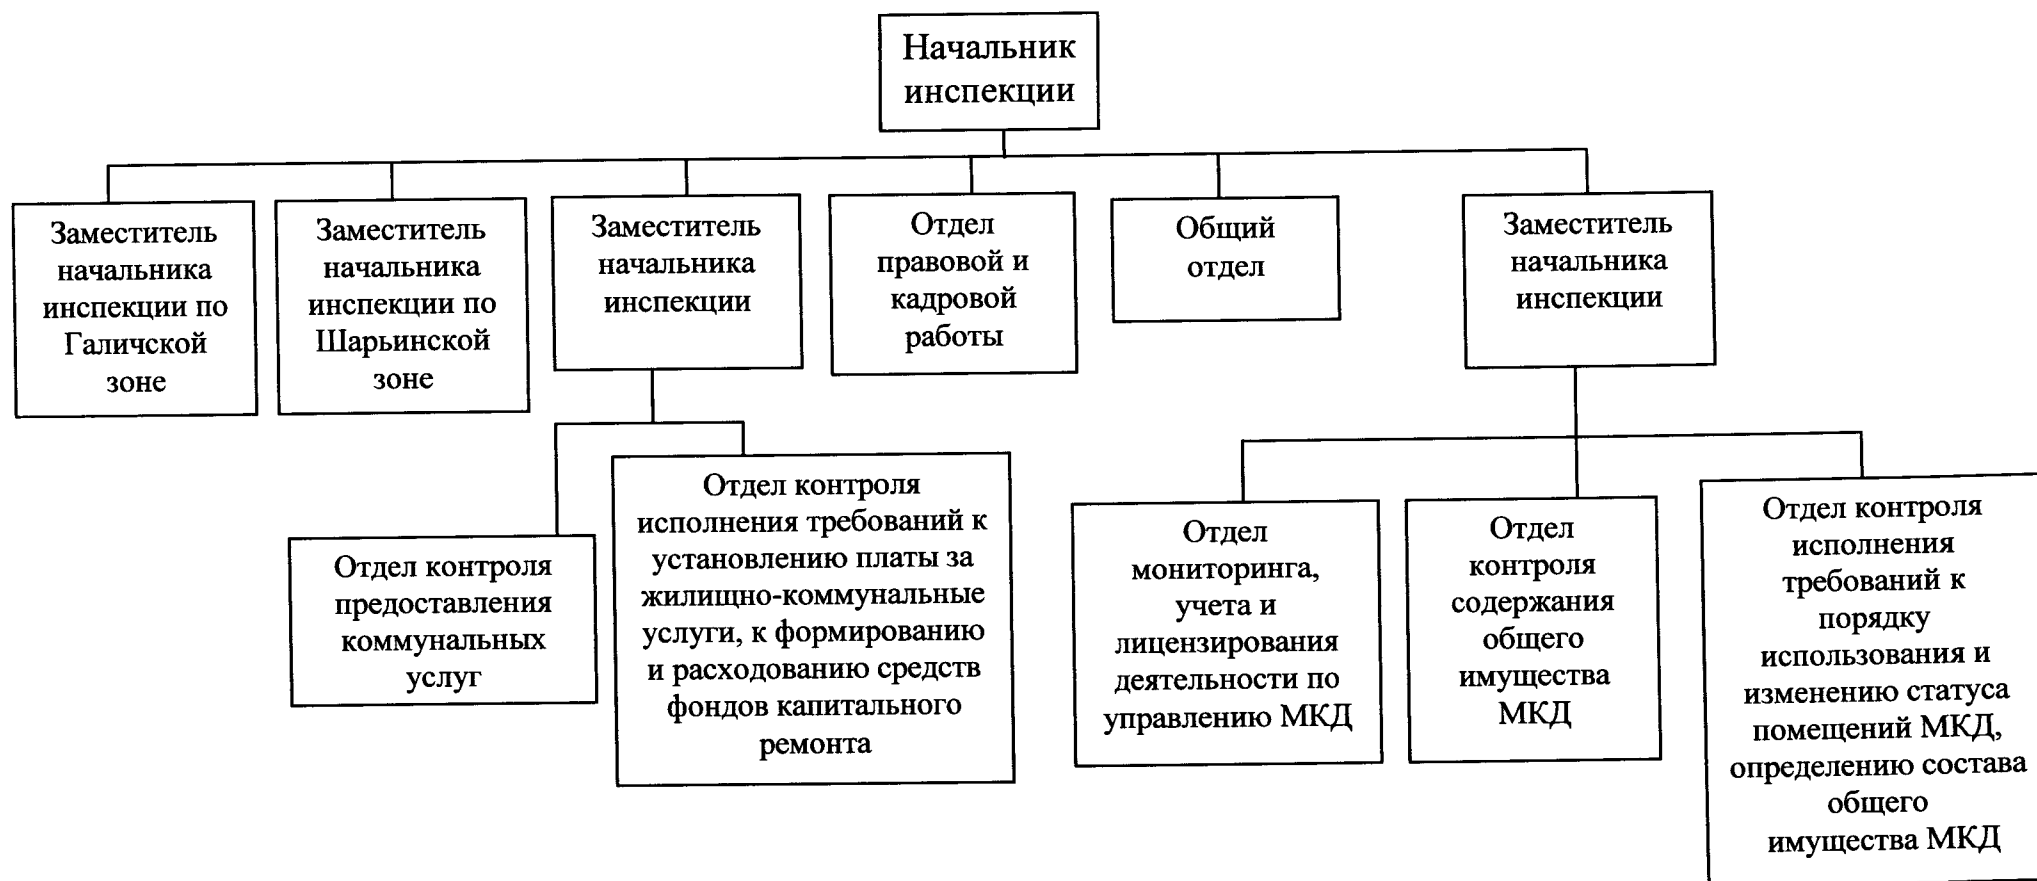 Начальник
инспекции
Заместитель
начальника
инспекции по
Галичской
зоне
Заместитель
начальника
инспекции по
Шарьинской
зоне
Заместитель
начальника
инспекции
Отдел
правовой и
кадровой
работы
Общий
отдел
Заместитель
начальника
инспекции
Отдел контроля
предоставления
коммунальных
услуг
Отдел контроля
исполнения требований к
установлению платы за
жилищно-коммунальные
услуги, к формированию
и расходованию средств
фондов капитального
ремонта
Отдел
мониторинга,
учета и
лицензирования
деятельности по
управлению МКД
Отдел
контроля
содержания
общего
имущества
МКД
Отдел контроля
исполнения
требований к
порядку
использования и
изменению статуса
помещений МКД,
определению состава
общего
имущества МКД